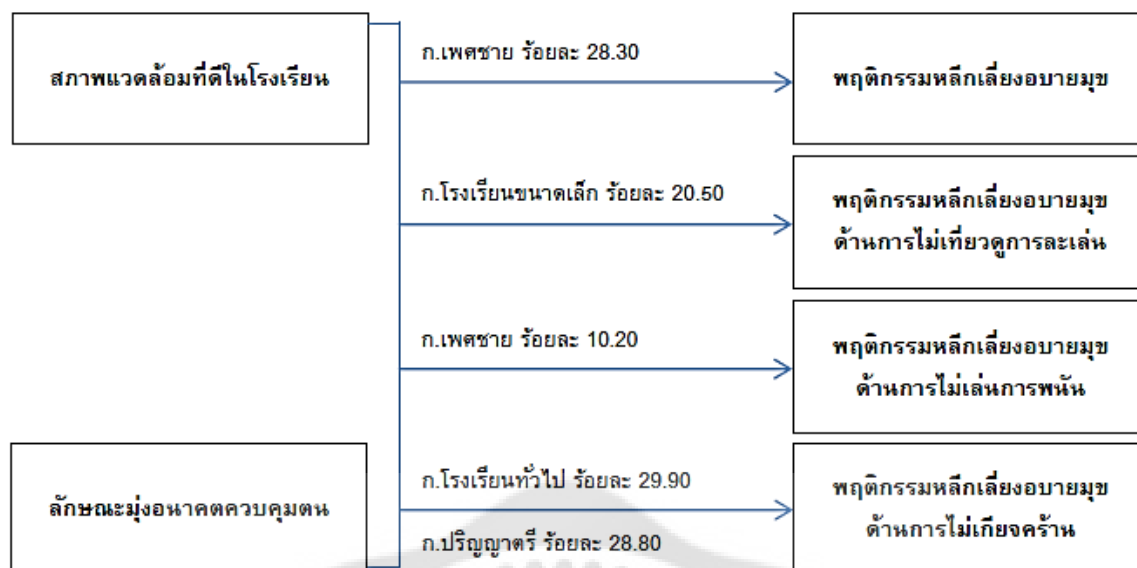 สภาพแวดล้อมที่ดีในโรงเรียน
ก.เพศชาย ร้อยละ 28.30
พฤติกรรมหลีกเลี่ยงอบายมุข
ก.โรงเรียนขนาดเล็ก ร้อยละ 20.50
พฤติกรรมหลีกเลี่ยงอบายมุข
ด้านการไม่เที่ยวดูการละเล่น
ก.เพศชาย ร้อยละ 10.20
พฤติกรรมหลีกเลี่ยงอบายมุข
ด้านการไม่เล่นการพนัน
ลักษณะมุ่งอนาคตควบคุมตน
ก.โรงเรียนทั่วไป ร้อยละ 29.90
ก.ปริญญาตรี ร้อยละ 28.80
พฤติกรรมหลีกเลี่ยงอบายมุข
ด้านการไม่เกียจคร้าน